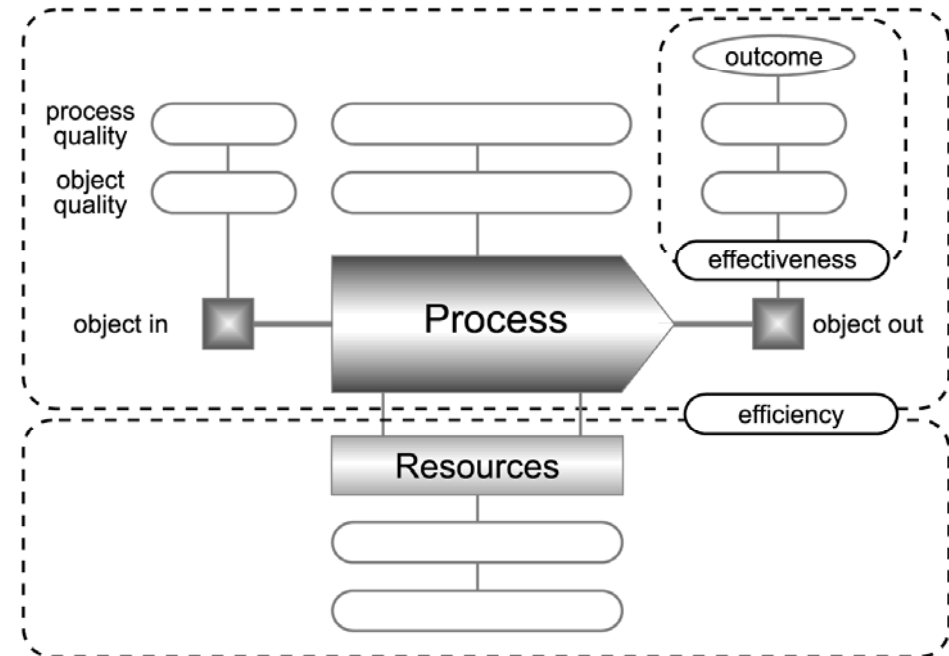 outcome
process
quality
object
quality
effectiveness
object in
Process
object out
efficiency
Resources